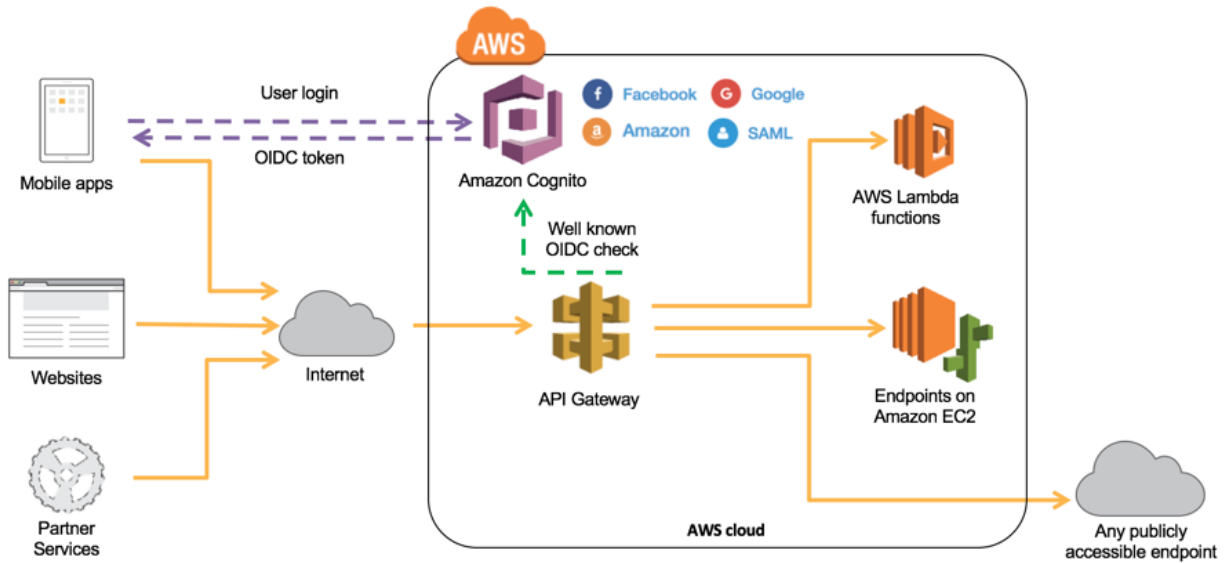 AWS
User login
OIDC token
Mobile apps
Facebook
Google
Amazon
SAML
Amazon Cognito
Well known
OIDC check
AWS Lambda
functions
Websites
Internet
API Gateway
Endpoints on
Amazon EC2
Partner
Services
AWS cloud
Any publicly
accessible endpoint